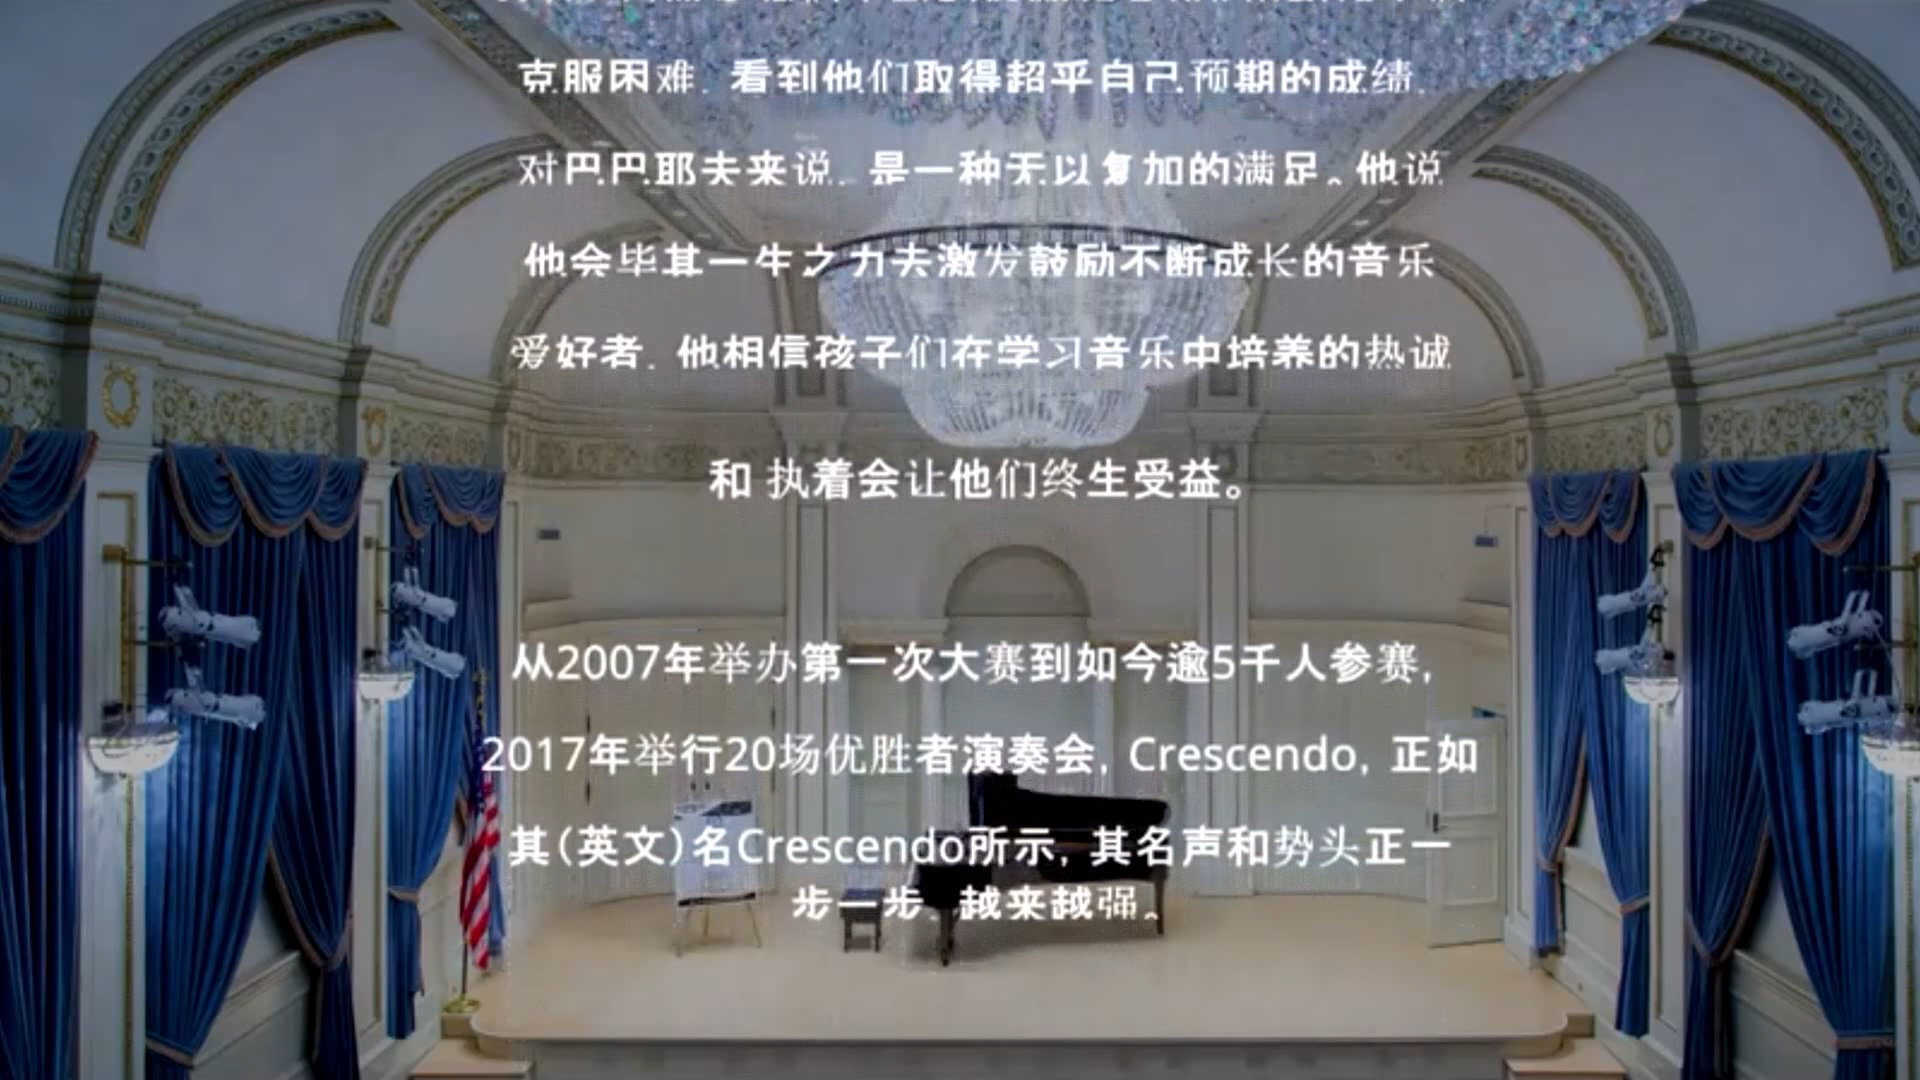 克服困难, 看到他们取得超乎自己预期的成绩,
对巴巴耶夫来说, 是一种无以复加的满足。他说
他会毕其一生之力去激发鼓励不断成长的音乐
爱好者, 他相信孩子们在学习音乐中培养的热诚
和 执着会让他们终生受益。
从2007年举办第一次大赛到如今逾5千人参赛,
2017年举行20场优胜者演奏会, Crescendo, 正如
其(英文)名Crescendo所示, 其名声和势头正一
步一步, 越来越强。